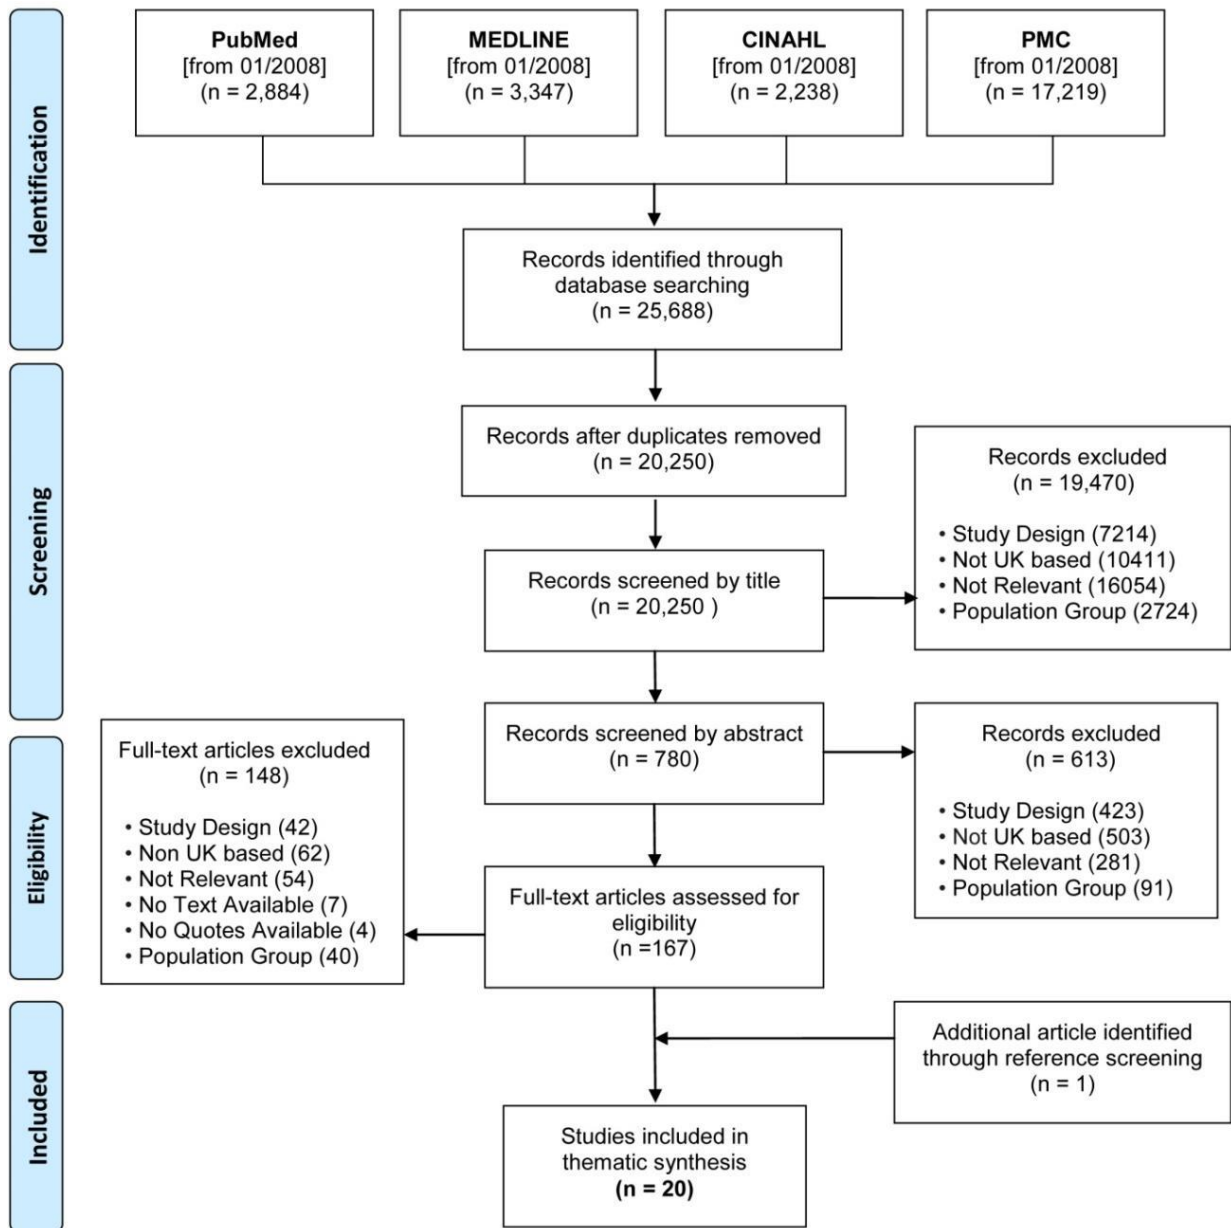 PubMed
[from 01/2008]
(n = 2,884)
MEDLINE
[from 01/2008]
(n = 3,347)
CINAHL
[from 01/2008]
(n = 2,238)
PMC
[from 01/2008]
(n = 17,219)
Identification
Records identified through
database searching
(n = 25,688)
Screening
Records after duplicates removed
(n = 20,250)
Records screened by title
(n = 20,250 )
Records excluded
(n = 19,470)
• Study Design (7214)
• Not UK based (10411)
• Not Relevant (16054)
• Population Group (2724)
Records screened by abstract
(n = 780)
Records excluded
(n = 613)
• Study Design (423)
• Not UK based (503)
• Not Relevant (281)
• Population Group (91)
Eligibility
Full-text articles excluded
(n = 148)
• Study Design (42)
• Non UK based (62)
• Not Relevant (54)
• No Text Available (7)
• No Quotes Available (4)
• Population Group (40)
Full-text articles assessed for
eligibility
(n =167)
Included
Additional article identified
through reference screening
(n = 1)
Studies included in
thematic synthesis
(n = 20)